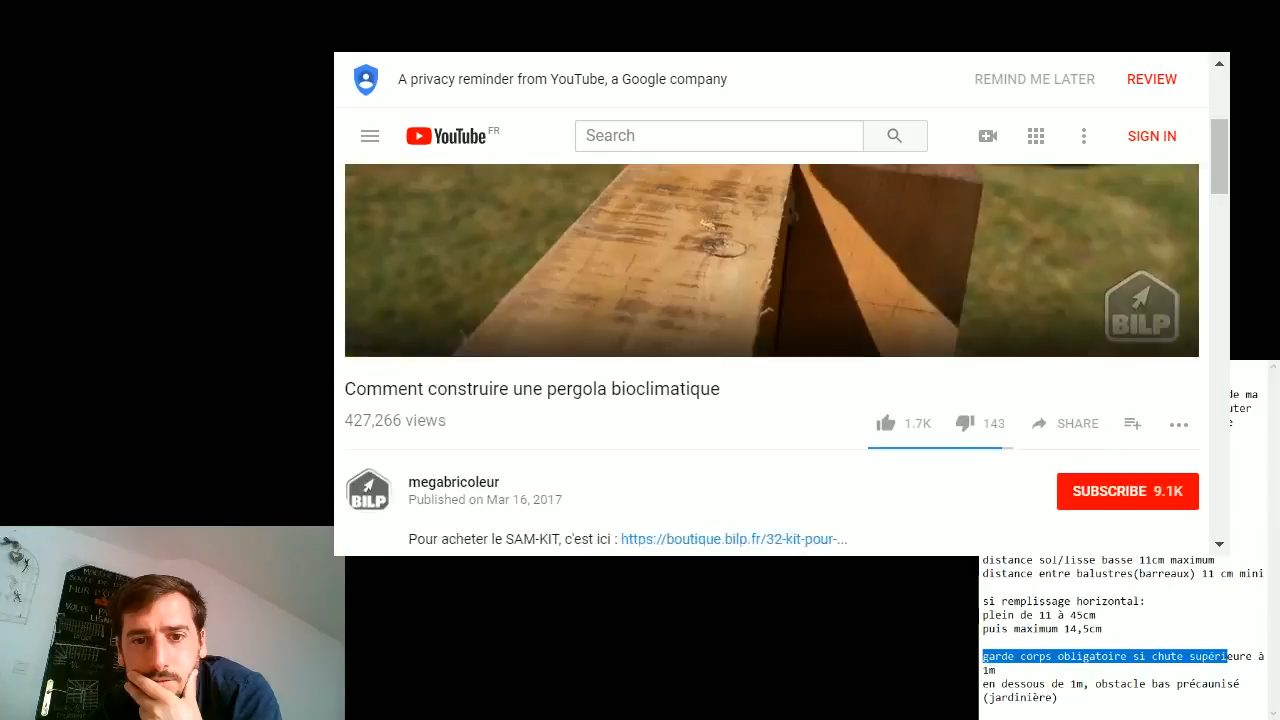 A privacy reminder from YouTube, a Google company
REMIND ME LATER
REVIEW
YouTube FR
Search
SIGN IN
BILP
Comment construire une pergola bioclimatique
427,266 views
1.7K
143
SHARE
megabricoleur
Published on Mar 16, 2017
BILP
SUBSCRIBE 9.1K
Pour acheter le SAM-KIT, c'est ici : https://boutique.bilp.fr/32-kit-pour-...
de ma
distance sol/lisse basse 11cm maximum
distance entre balustres(barreaux) 11 cm mini
si remplissage horizontal:
plein de 11 à 45cm
puis maximum 14,5cm
garde corps obligatoire si chute supérieure à
1m
en dessous de 1m, obstacle bas précaunisé
(jardinière)